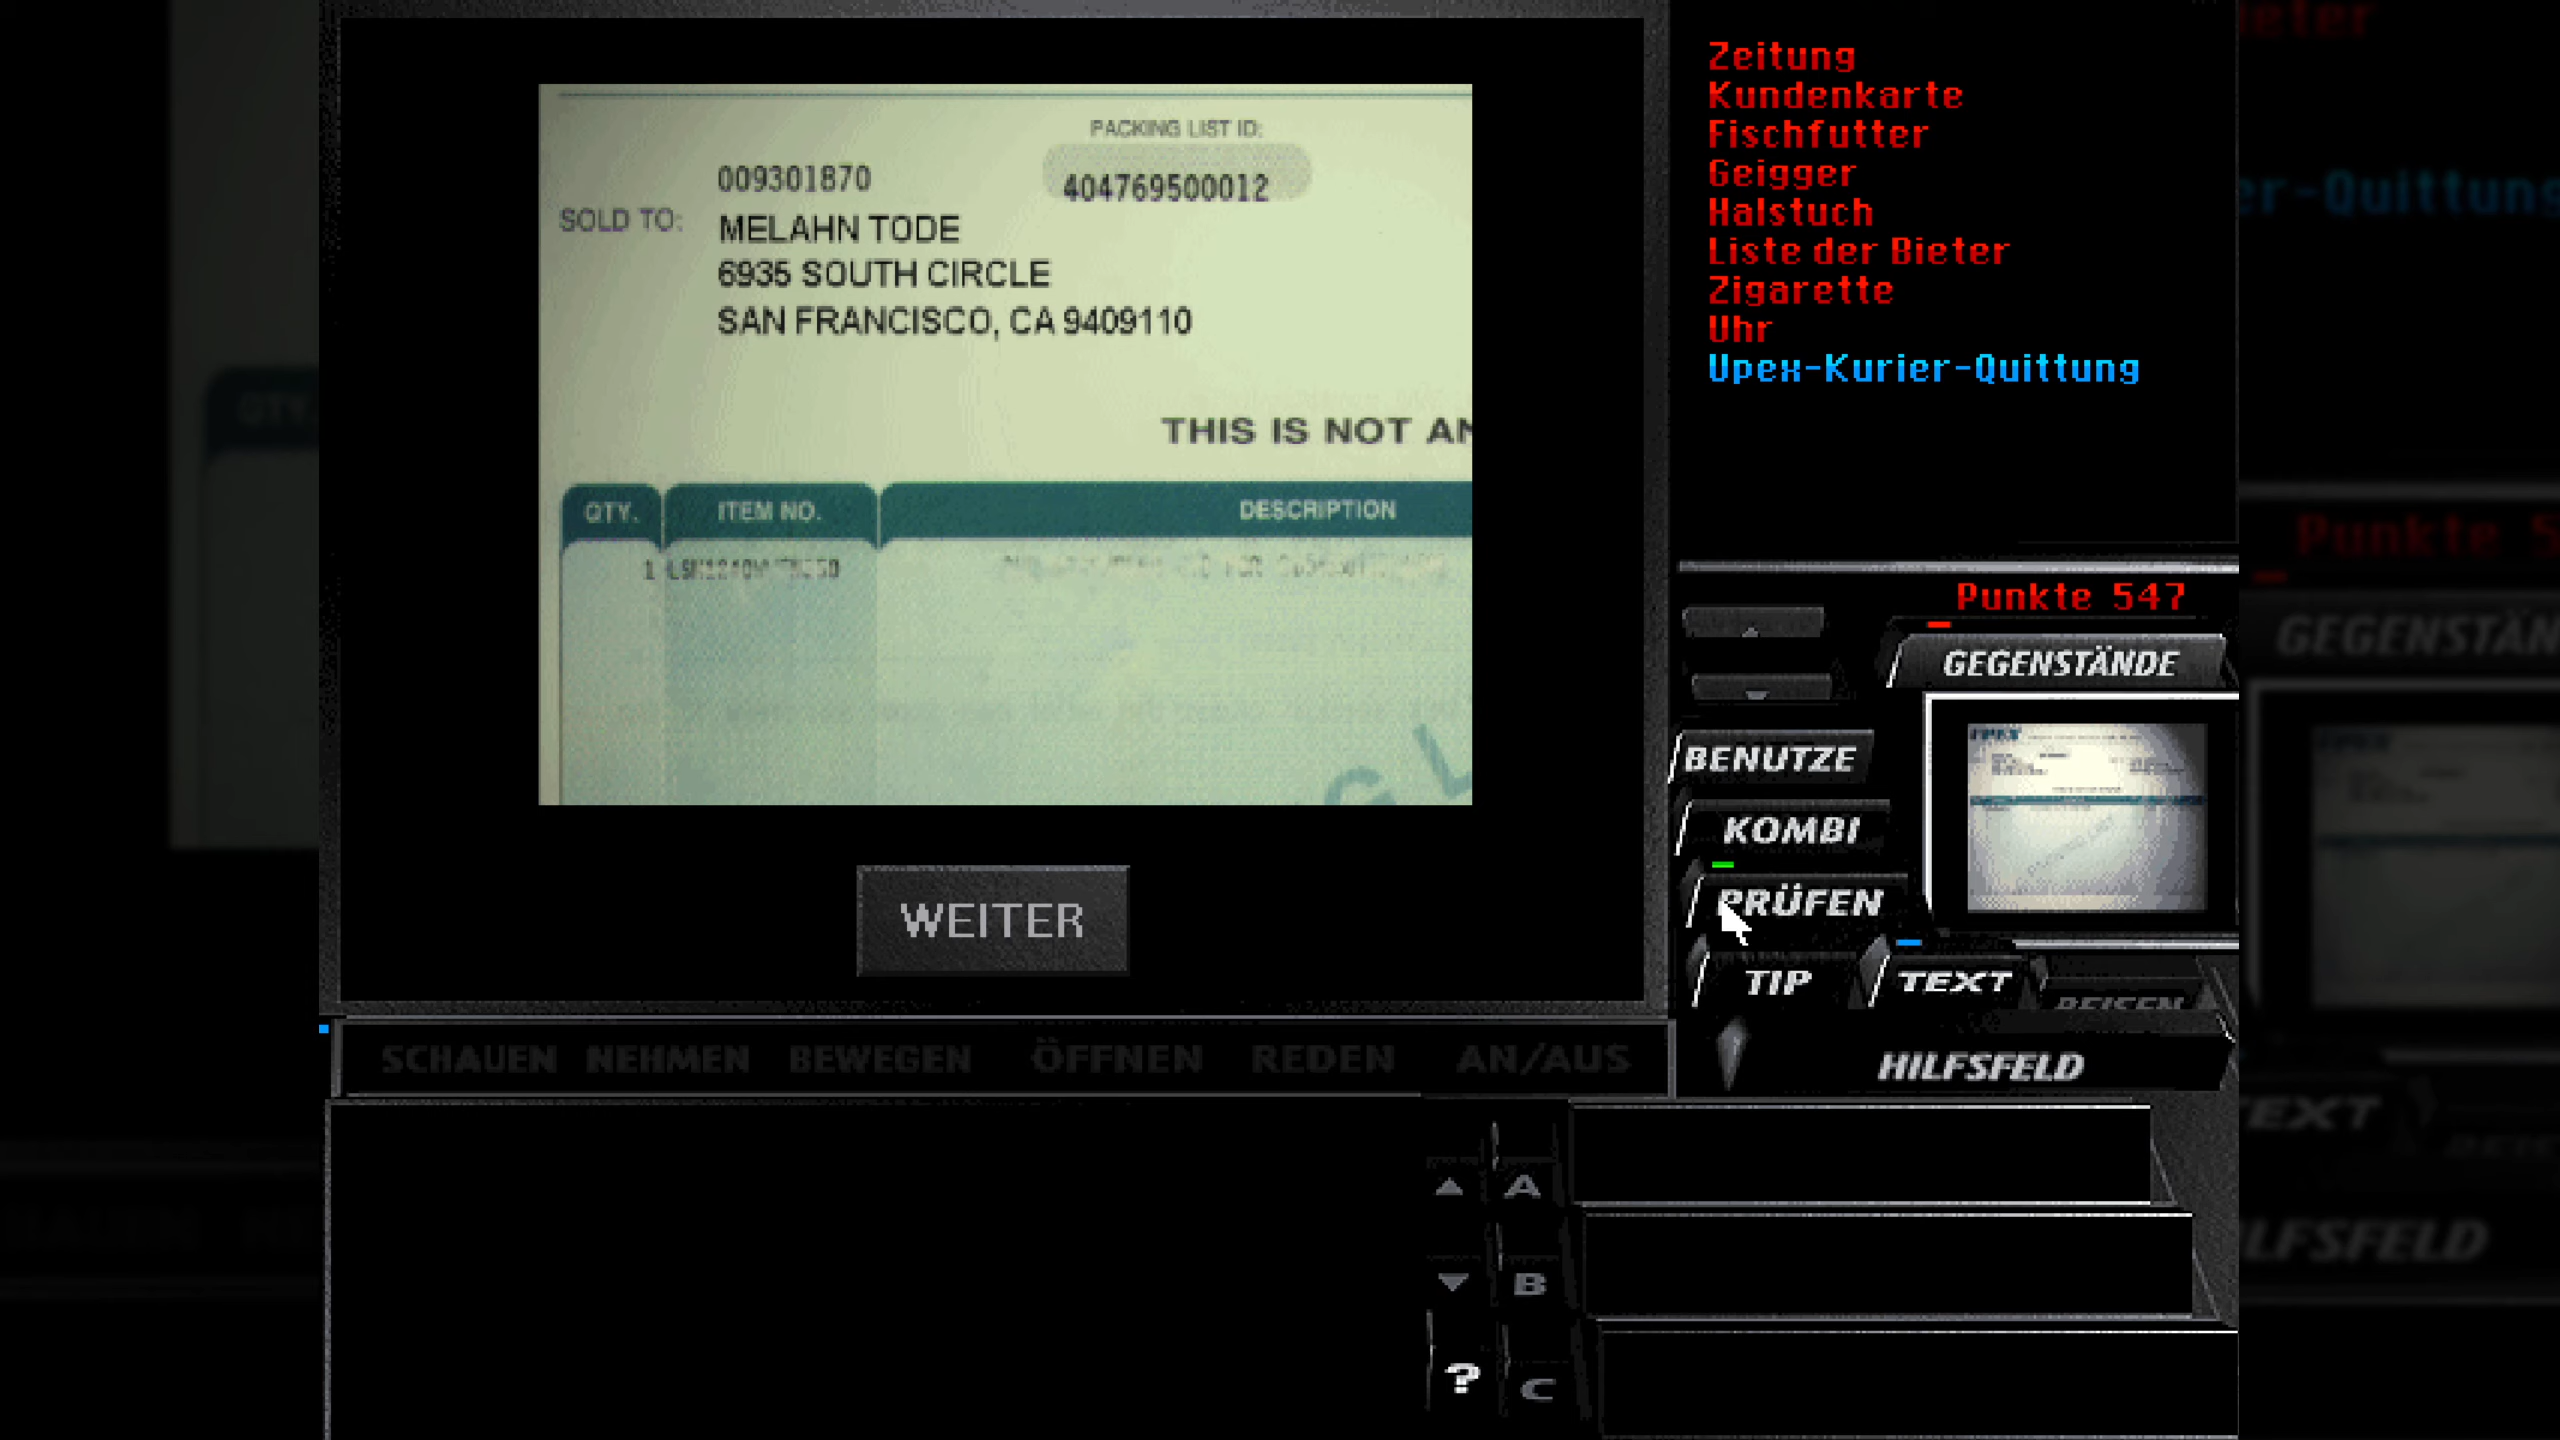 PACKING LIST ID:
009301870
404769500012
SOLD TO:
MELAHN TODE
6935 SOUTH CIRCLE
SAN FRANCISCO, CA 9409110
THIS IS NOT AN
QTY.
ITEM NO.
DESCRIPTION
1
WEITER
Zeitung
Kundenkarte
Fischfutter
Geigger
Halstuch
Liste der Bieter
Zigarette
Uhr
Upex-Kurier-Quittung
Punkte 547
GEGENSTÄNDE
BENUTZE
KOMBI
PRÜFEN
TIP
TEXT
REISEN
HILFSFELD
SCHAUEN
NEHMEN
BEWEGEN
ÖFFNEN
REDEN
AN/AUS
A
B
?
C